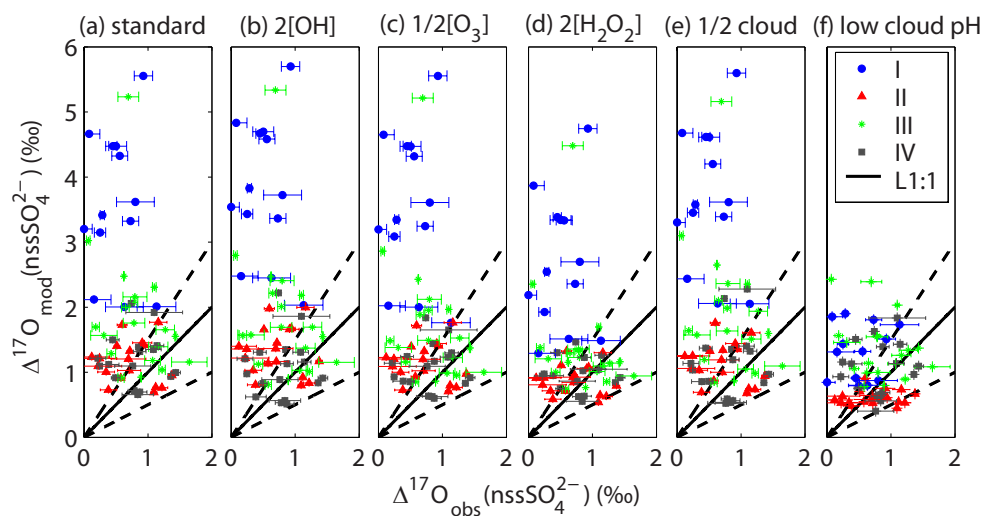 (a) standard (b) 2[OH] (c) 1/2[O₃] (d) 2[H₂O₂] (e) 1/2 cloud (f) low cloud pH
Δ¹⁷O_mod(nssSO₄²⁻) (‰)
6
5
4
3
2
1
0
I
II
III
IV
L1:1
0 1 2 0 1 2 0 1 2 0 1 2 0 1 2 0 1 2
Δ¹⁷O_obs(nssSO₄²⁻) (‰)